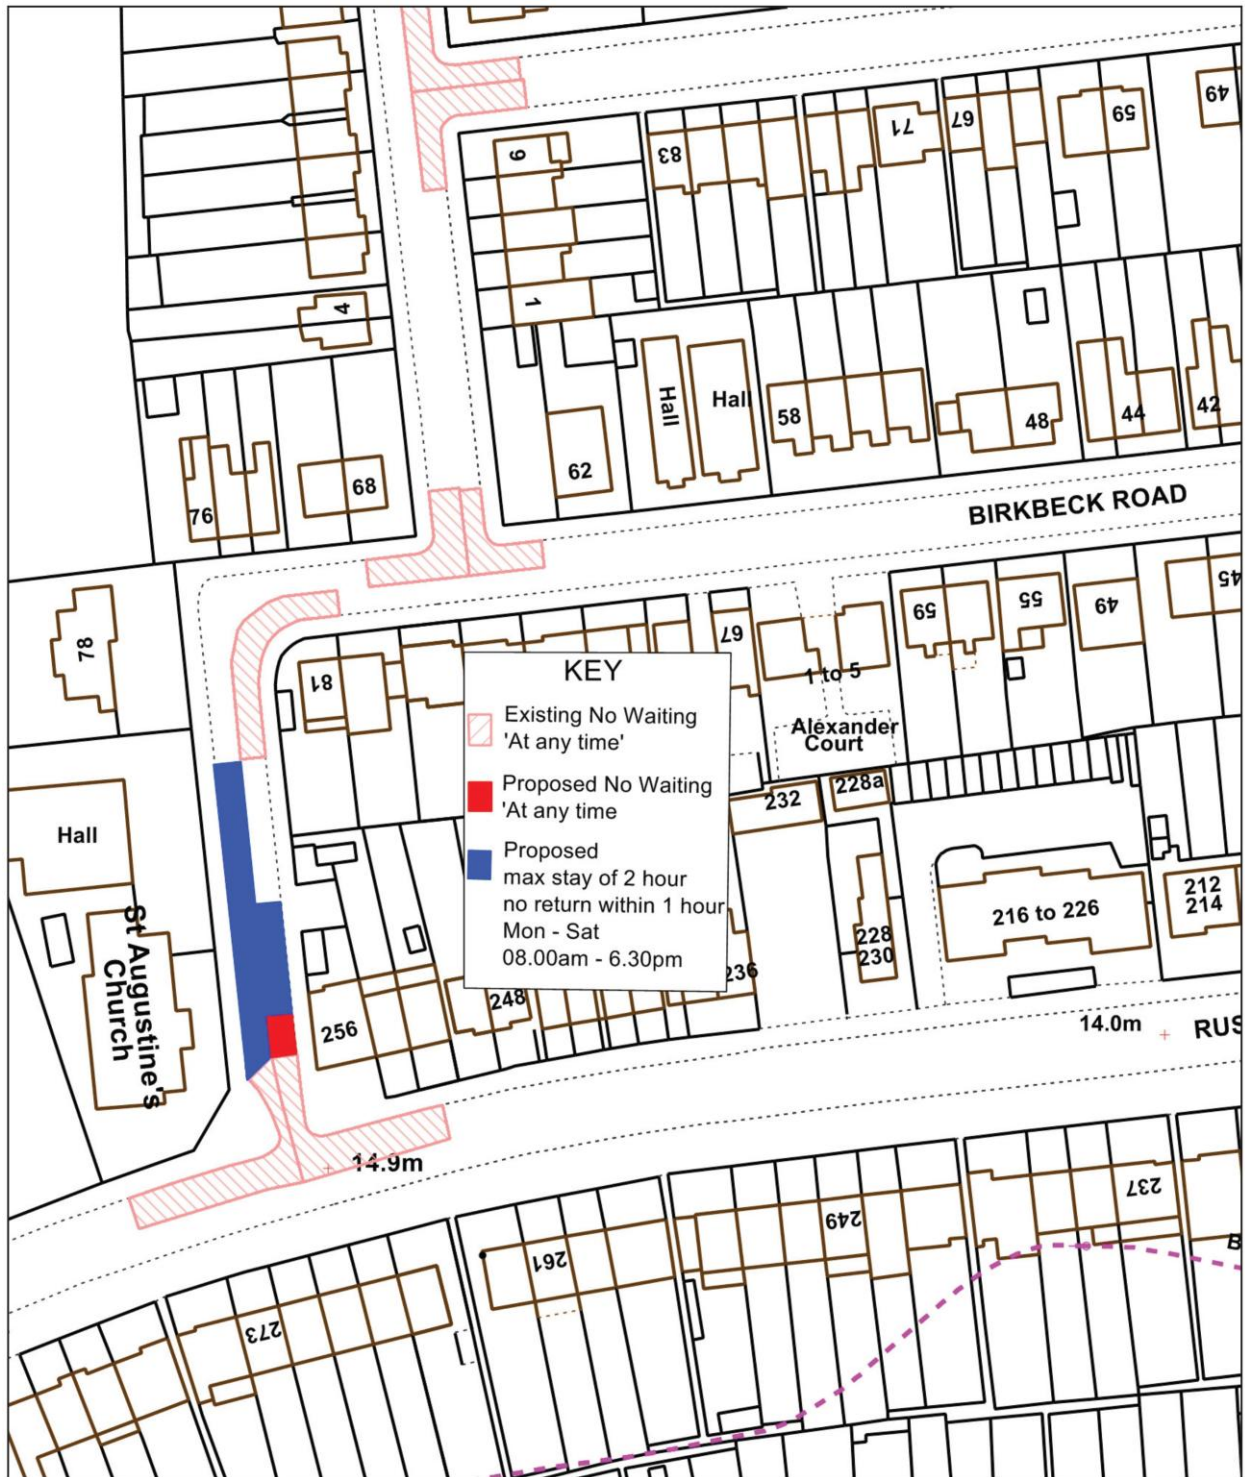 9
83
71
67
59
49
4
1
Hall
Hall
58
48
44
42
76
68
62
BIRKBECK ROAD
78
81
67
59
55
49
45
1 to 5
Alexander
Court
KEY
Existing No Waiting
'At any time'
Proposed No Waiting
'At any time
Proposed
max stay of 2 hour
no return within 1 hour
Mon - Sat
08.00am - 6.30pm
232
228a
Hall
St Augustine's
Church
216 to 226
212
214
228
230
236
248
256
14.0m
RUS
14.9m
237
249
261
273
B